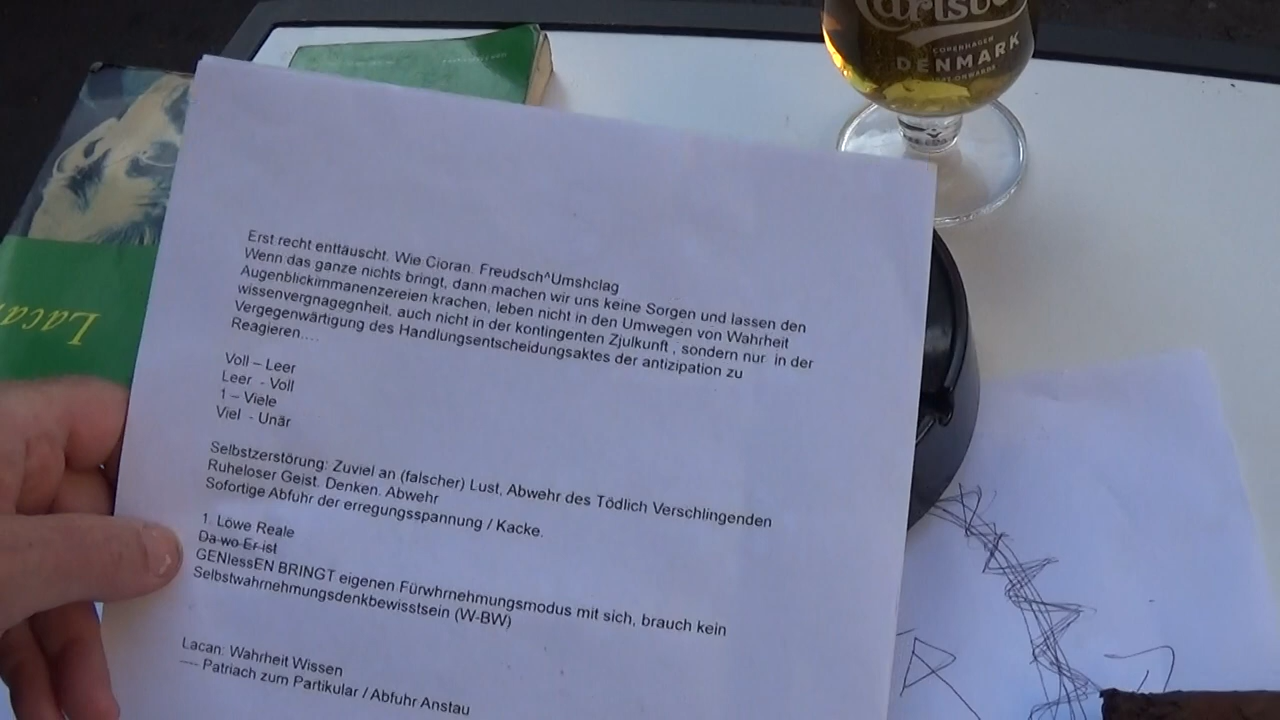 Carlsb
COPENHAGEN
DENMARK
ONWARDS
Lacan
Erst recht enttäuscht. Wie Cioran. Freudsch^Umshclag
Wenn das ganze nichts bringt, dann machen wir uns keine Sorgen und lassen den
Augenblickimmanenzereien krachen, leben nicht in den Umwegen von Wahrheit
wissenvergnagegnheit, auch nicht in der kontingenten Zjulkunft , sondern nur in der
Vergegenwärtigung des Handlungsentscheidungsaktes der antizipation zu
Reagieren....
Voll – Leer
Leer - Voll
1 – Viele
Viel - Unär
Selbstzerstörung: Zuviel an (falscher) Lust, Abwehr des Tödlich Verschlingenden
Ruheloser Geist. Denken. Abwehr
Sofortige Abfuhr der erregungsspannung / Kacke.
1. Löwe Reale
Da wo Er ist
GENIessEN BRINGT eigenen Fürwhrnehmungsmodus mit sich, brauch kein
Selbstwahrnehmungsdenkbewisstsein (W-BW)
Lacan: Wahrheit Wissen
---- Patriach zum Partikular / Abfuhr Anstau